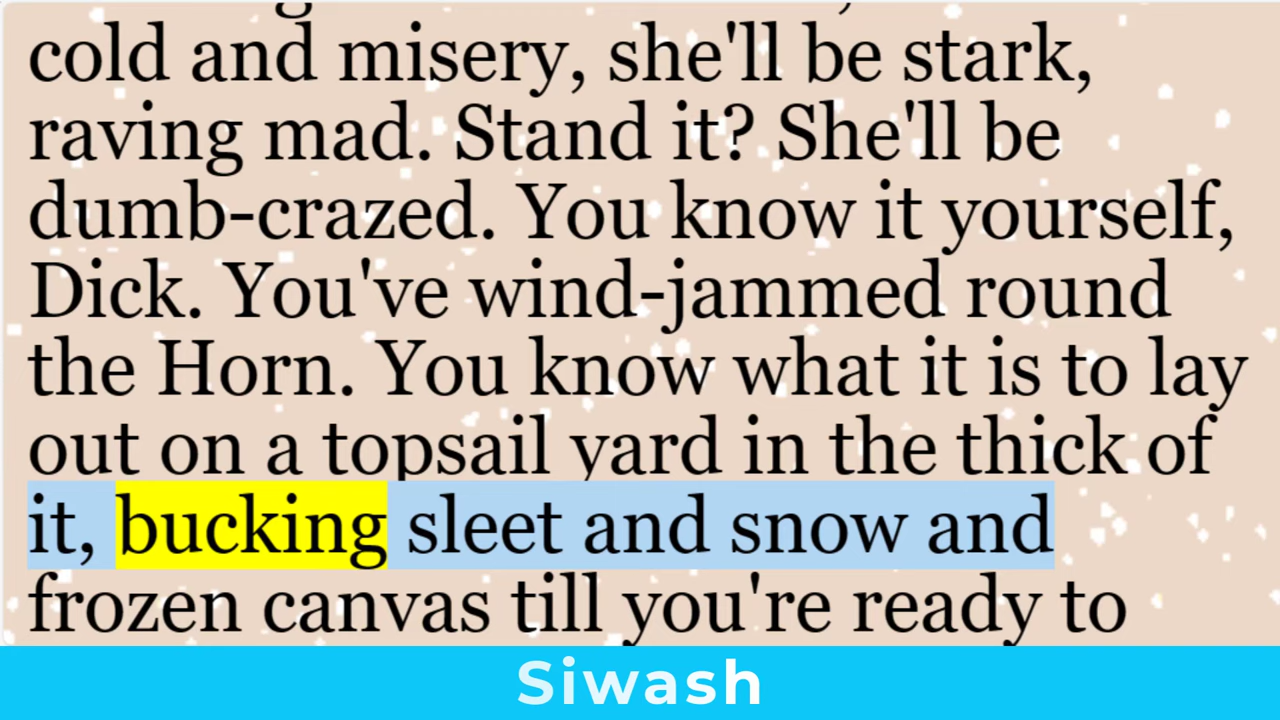 cold and misery, she'll be stark,
raving mad. Stand it? She'll be
dumb-crazed. You know it yourself,
Dick. You've wind-jammed round
the Horn. You know what it is to lay
out on a topsail yard in the thick of
it, bucking sleet and snow and
frozen canvas till you're ready to
Siwash